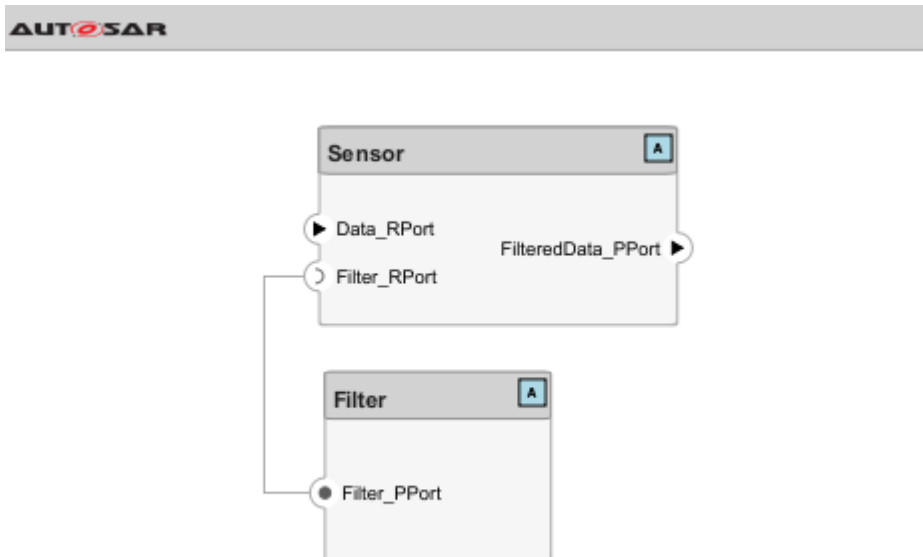 AUTOSAR
Sensor
A
Data_RPort
FilteredData_PPort
Filter_RPort
Filter
A
Filter_PPort